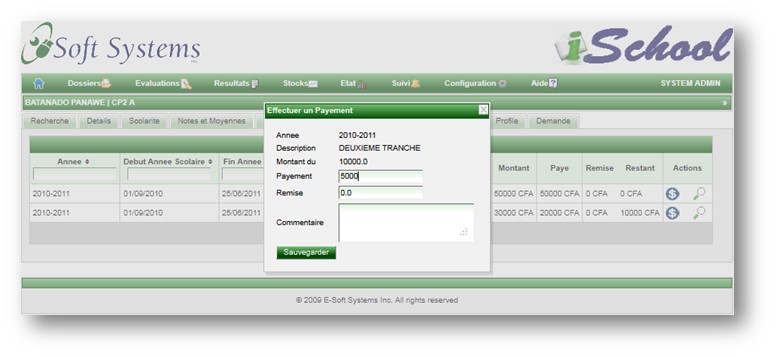 eSoft Systems Inc
iSchool
Dossiers Evaluations Resultats Stocks Etat Suivi Configuration Aide SYSTEM ADMIN
BATANADO PANAWE | CP2 A »
Recherche Details Scolarite Notes et Moyennes Profile Demande
Effectuer un Payement
Annee 2010-2011
Description DEUXIEME TRANCHE
Montant du 10000.0
Payement 5000
Remise 0.0
Commentaire
Sauvegarder
Annee Debut Annee Scolaire Fin Annee Montant Paye Remise Restant Actions
2010-2011 01/09/2010 25/06/2011 50000 CFA 50000 CFA 0 CFA 0 CFA
2010-2011 01/09/2010 25/06/2011 30000 CFA 20000 CFA 0 CFA 10000 CFA
© 2009 E-Soft Systems Inc. All rights reserved